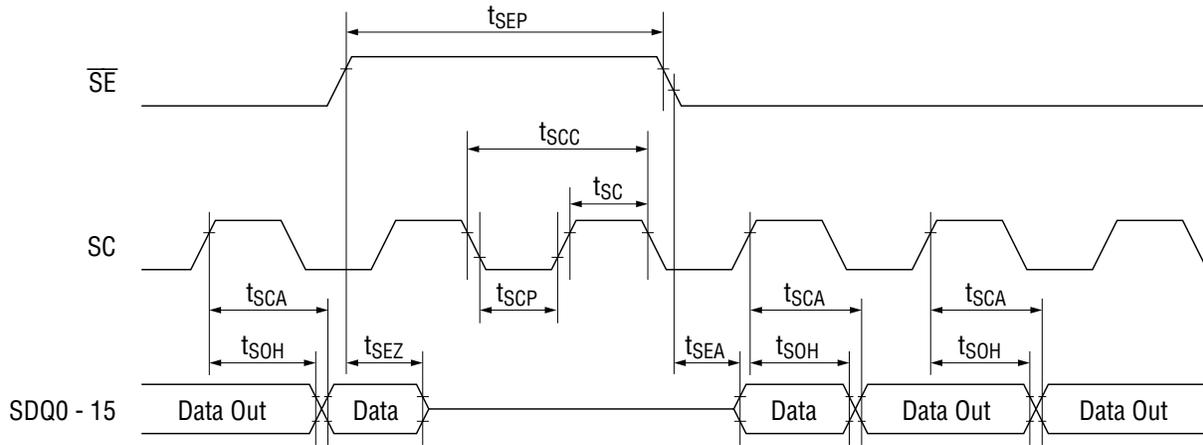 tSEP
SE
tSCC
tSC
SC
tSCP
tSCA
tSCA
tSCA
tSOH
tSEZ
tSEA
tSOH
tSOH
SDQ0 - 15
Data Out
Data
Data
Data Out
Data Out